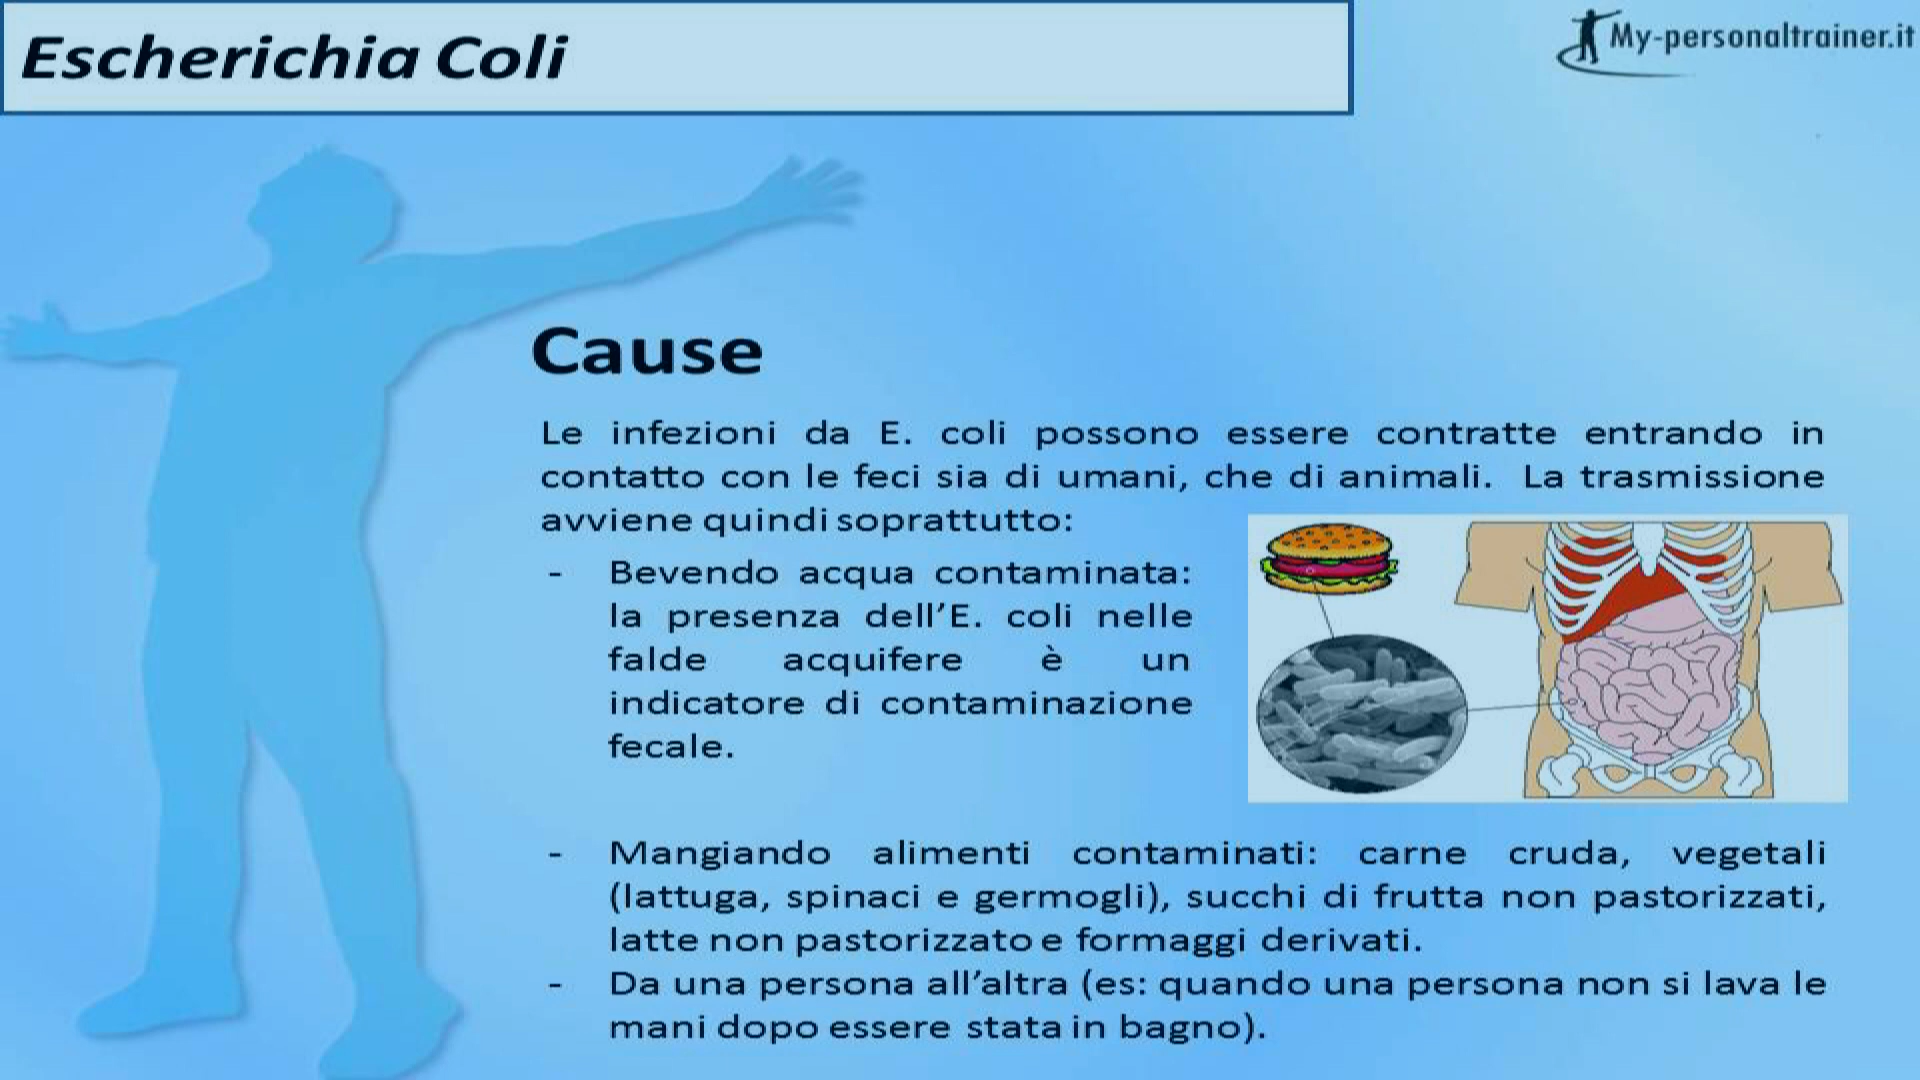 Escherichia Coli
My-personaltrainer.it
Cause
Le infezioni da E. coli possono essere contratte entrando in
contatto con le feci sia di umani, che di animali. La trasmissione
avviene quindi soprattutto:
- Bevendo acqua contaminata:
la presenza dell’E. coli nelle
falde acquifere è un
indicatore di contaminazione
fecale.
- Mangiando alimenti contaminati: carne cruda, vegetali
(lattuga, spinaci e germogli), succhi di frutta non pastorizzati,
latte non pastorizzato e formaggi derivati.
- Da una persona all’altra (es: quando una persona non si lava le
mani dopo essere stata in bagno).